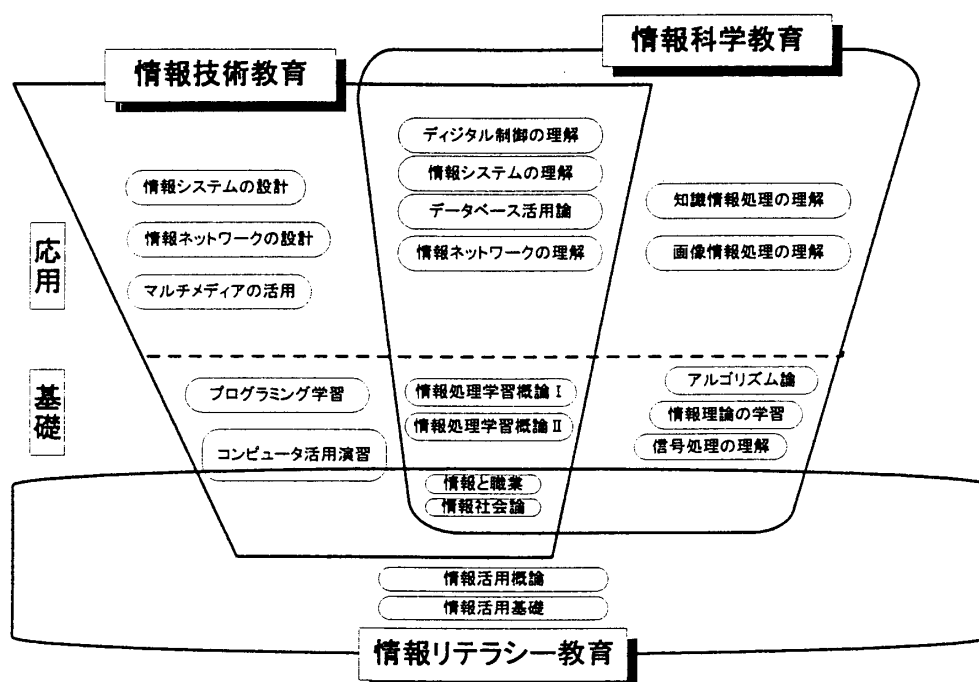 情報科学教育
情報技術教育
ディジタル制御の理解
情報システムの理解
データベース活用論
情報ネットワークの理解
情報システムの設計
情報ネットワークの設計
マルチメディアの活用
知識情報処理の理解
画像情報処理の理解
応用
基礎
プログラミング学習
コンピュータ活用演習
情報処理学習概論Ⅰ
情報処理学習概論Ⅱ
アルゴリズム論
情報理論の学習
信号処理の理解
情報と職業
情報社会論
情報活用概論
情報活用基礎
情報リテラシー教育